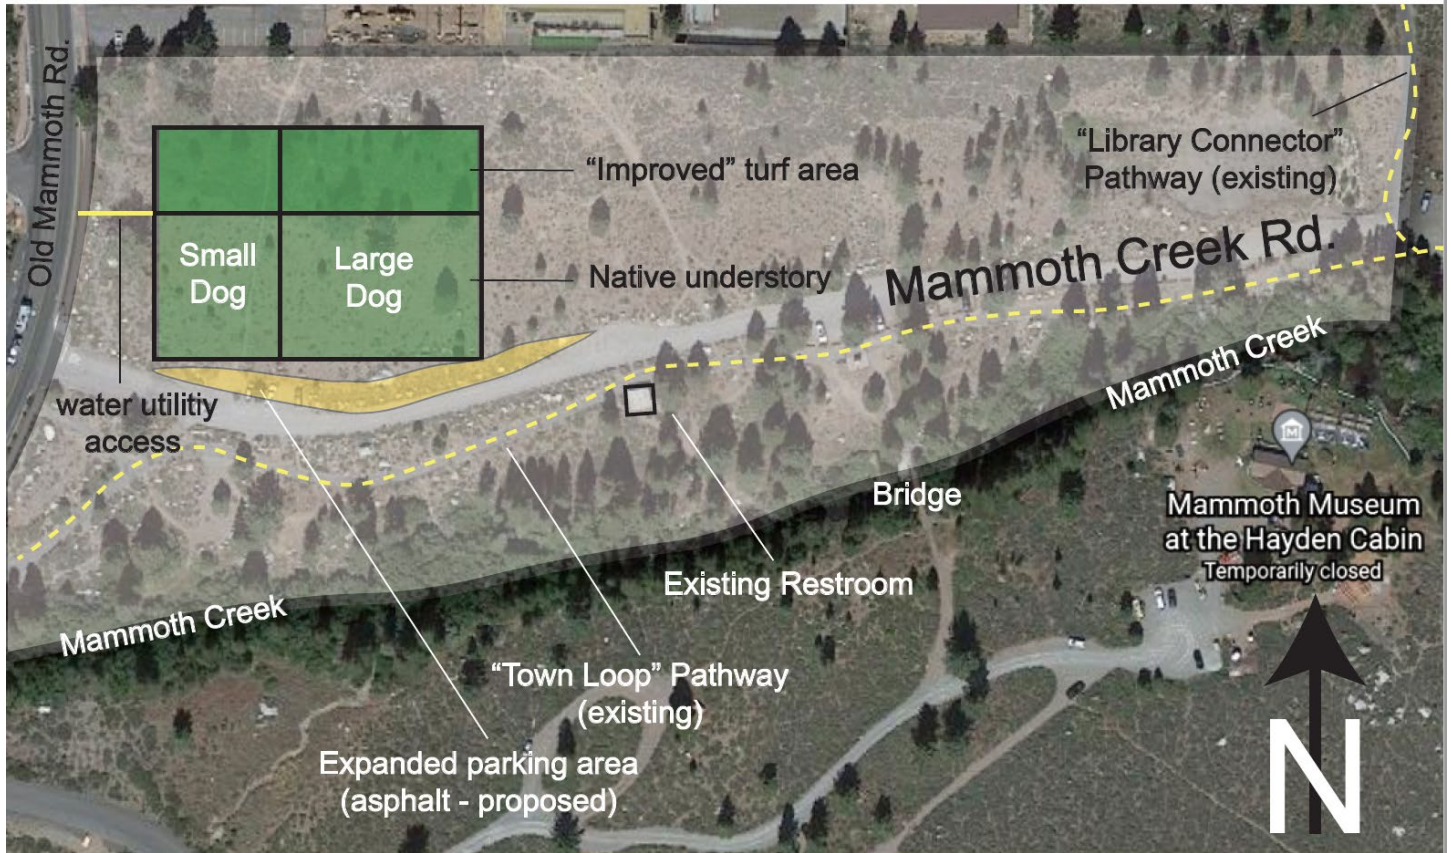 Old Mammoth Rd.
“Library Connector”
Pathway (existing)
“Improved” turf area
Small
Dog
Large
Dog
Native understory
Mammoth Creek Rd.
Mammoth Creek
water utilitiy
access
Bridge
Mammoth Museum
at the Hayden Cabin
Temporarily closed
Existing Restroom
Mammoth Creek
“Town Loop” Pathway
(existing)
Expanded parking area
(asphalt - proposed)
N
M